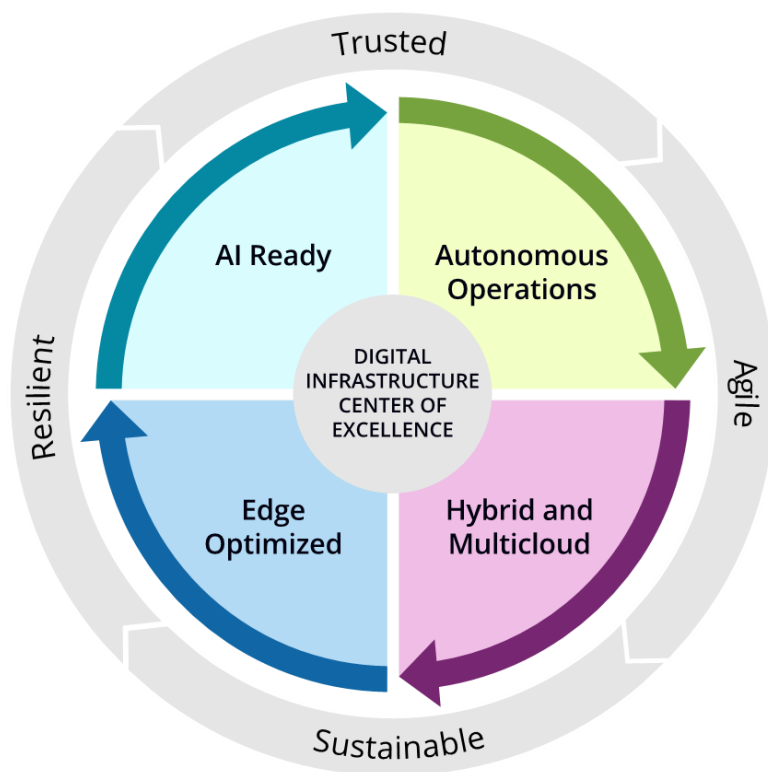 Trusted
AI Ready
Autonomous
Operations
DIGITAL
INFRASTRUCTURE
CENTER OF
EXCELLENCE
Resilient
Agile
Edge
Optimized
Hybrid and
Multicloud
Sustainable